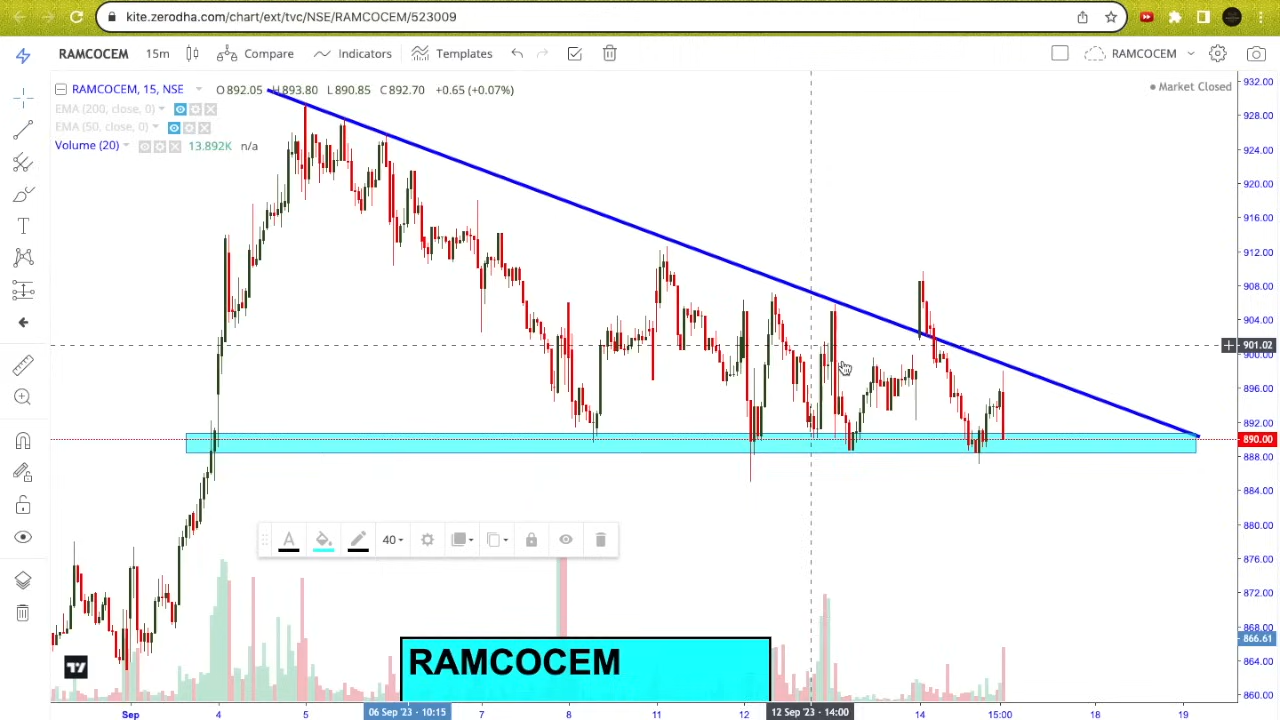 kite.zerodha.com/chart/ext/tvc/NSE/RAMCOCEM/523009
RAMCOCEM 15m Compare Indicators Templates RAMCOCEM
RAMCOCEM, 15, NSE O892.05 H893.80 L890.85 C892.70 +0.65 (+0.07%)
Market Closed
EMA (200, close, 0)
EMA (50, close, 0)
Volume (20) 13.892K n/a
932.00
928.00
924.00
920.00
916.00
912.00
908.00
904.00
901.02
900.00
896.00
892.00
890.00
888.00
884.00
880.00
876.00
872.00
868.00
866.61
864.00
860.00
A 40
RAMCOCEM
Sep 4 5 06 Sep '23 - 10:15 7 8 11 12 12 Sep '23 - 14:00 14 15:00 18 19